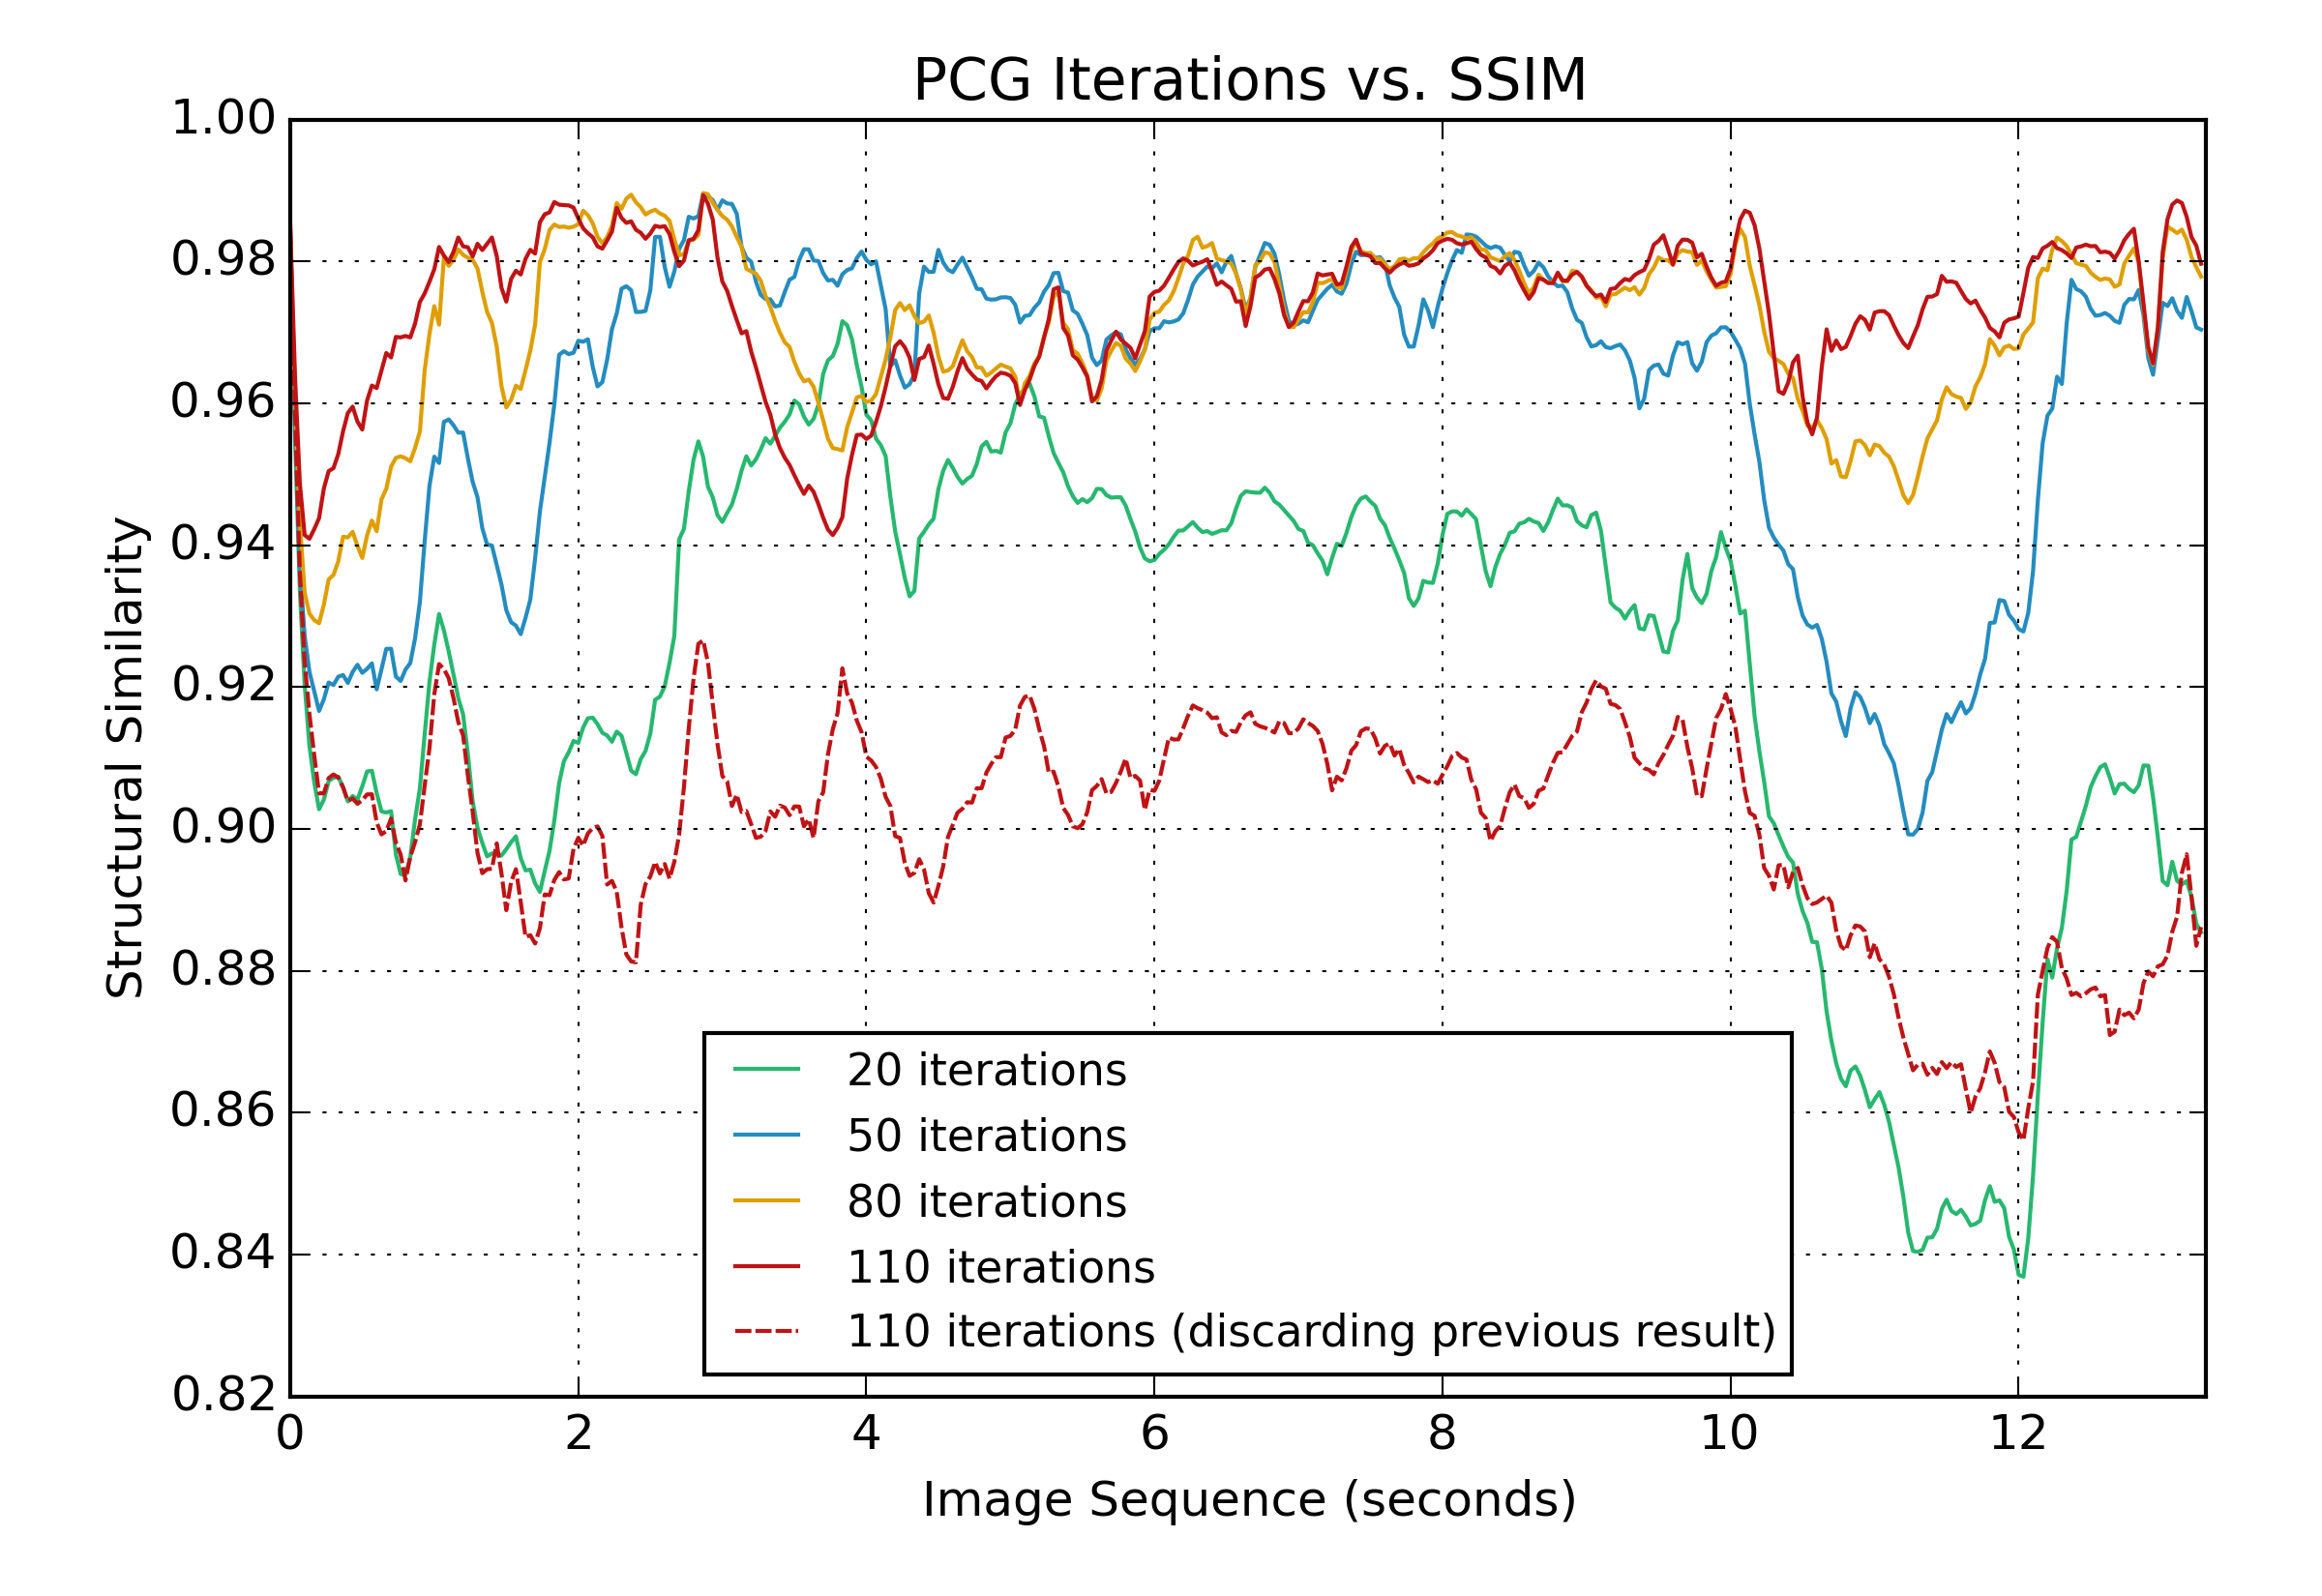 PCG Iterations vs. SSIM
1.00
0.98
0.96
0.94
0.92
0.90
0.88
0.86
0.84
0.82
Structural Similarity
20 iterations
50 iterations
80 iterations
110 iterations
110 iterations (discarding previous result)
0 2 4 6 8 10 12
Image Sequence (seconds)